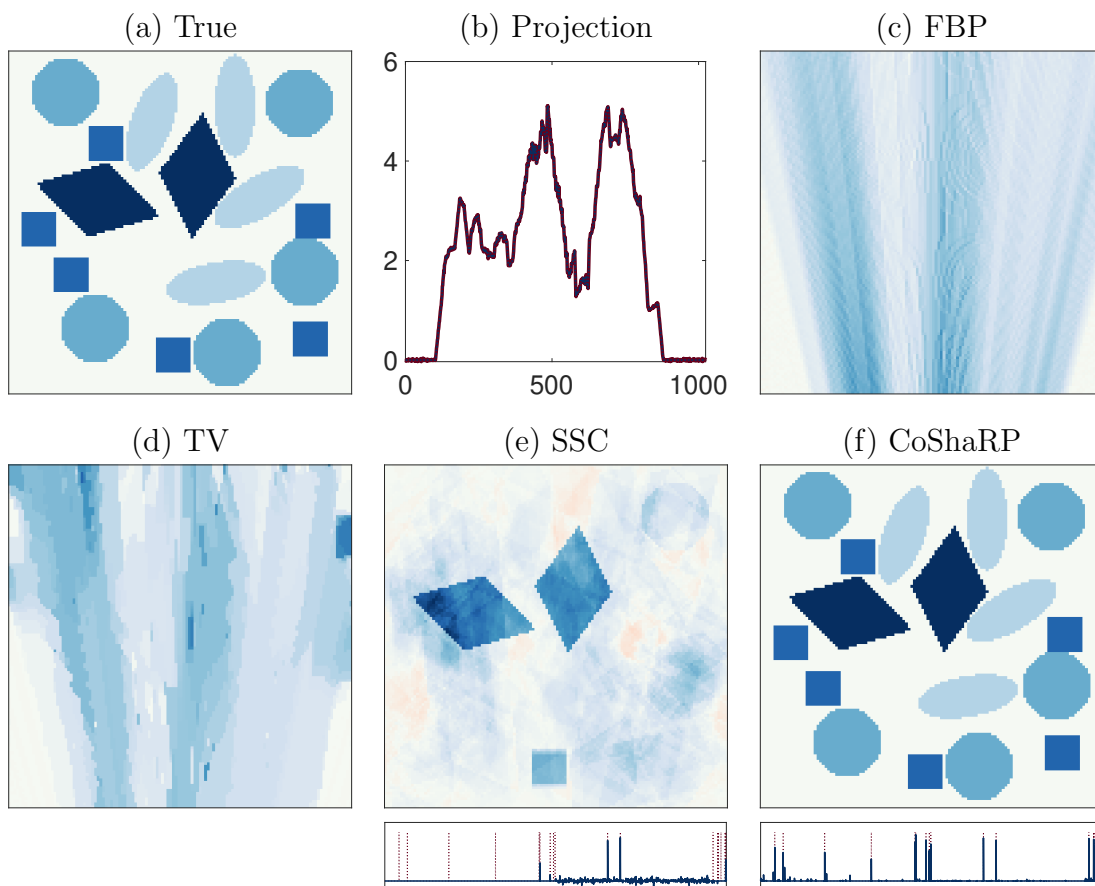 (a) True
(b) Projection
(c) FBP
6
4
2
0
0
500
1000
(d) TV
(e) SSC
(f) CoShaRP